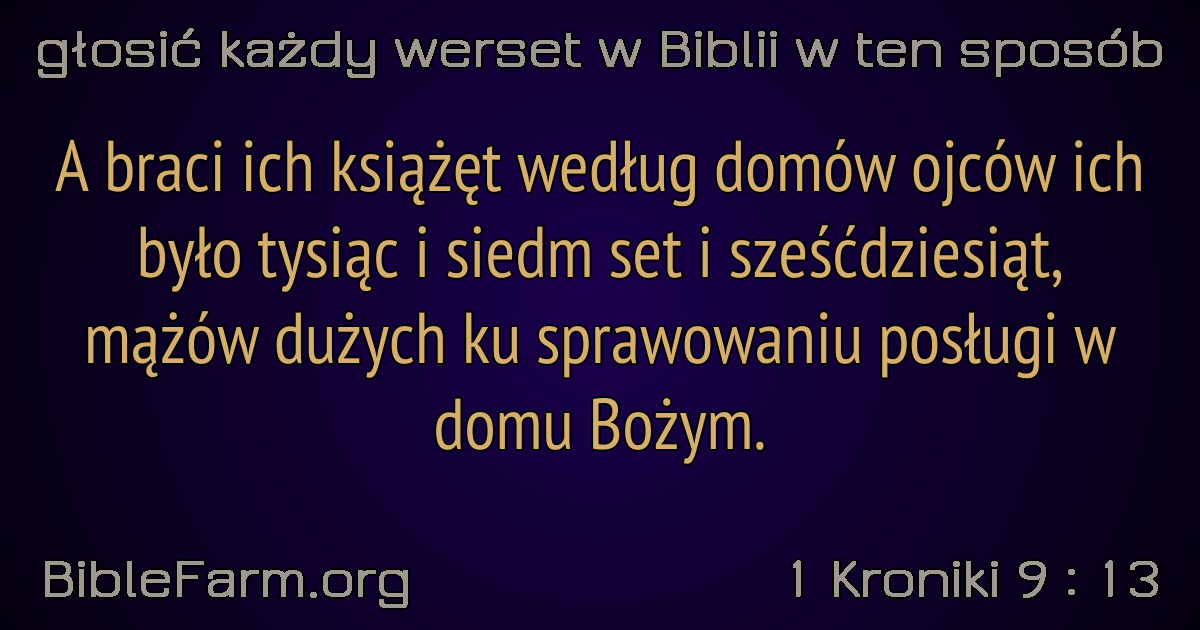 głosić każdy werset w Biblii w ten sposób
A braci ich książęt według domów ojców ich
było tysiąc i siedm set i sześćdziesiąt,
mążów dużych ku sprawowaniu posługi w
domu Bożym.
BibleFarm.org
1 Kroniki 9 : 13